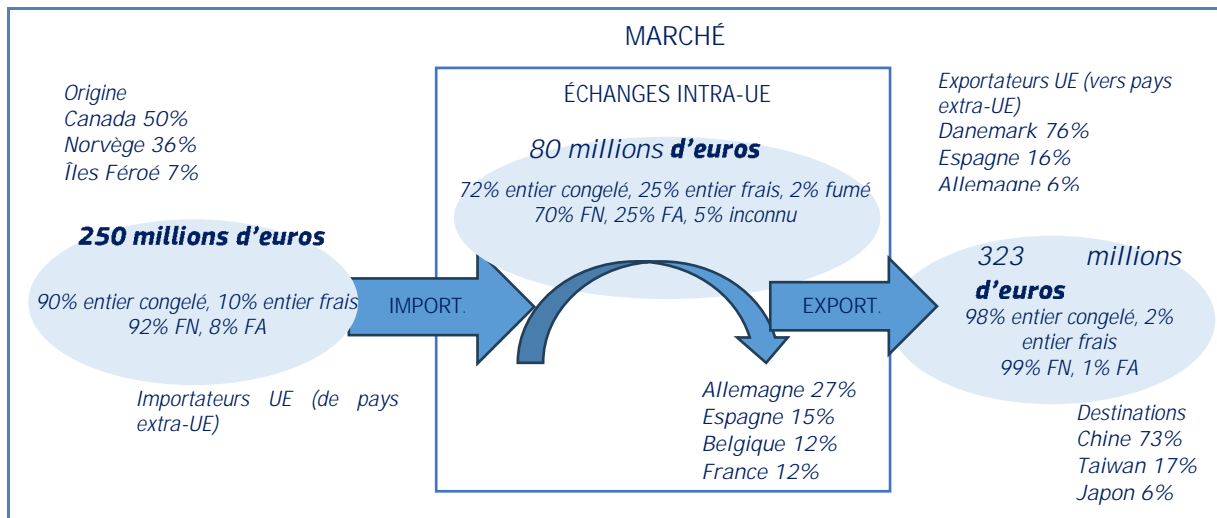 MARCHÉ
Origine
Canada 50%
Norvège 36%
Îles Féroé 7%
250 millions d'euros
90% entier congelé, 10% entier frais
92% FN, 8% FA
Importateurs UE (de pays
extra-UE)
IMPORT.
ÉCHANGES INTRA-UE
80 millions d'euros
72% entier congelé, 25% entier frais, 2% fumé
70% FN, 25% FA, 5% inconnu
Allemagne 27%
Espagne 15%
Belgique 12%
France 12%
EXPORT.
Exportateurs UE (vers pays
extra-UE)
Danemark 76%
Espagne 16%
Allemagne 6%
323 millions
d'euros
98% entier congelé, 2%
entier frais
99% FN, 1% FA
Destinations
Chine 73%
Taiwan 17%
Japon 6%